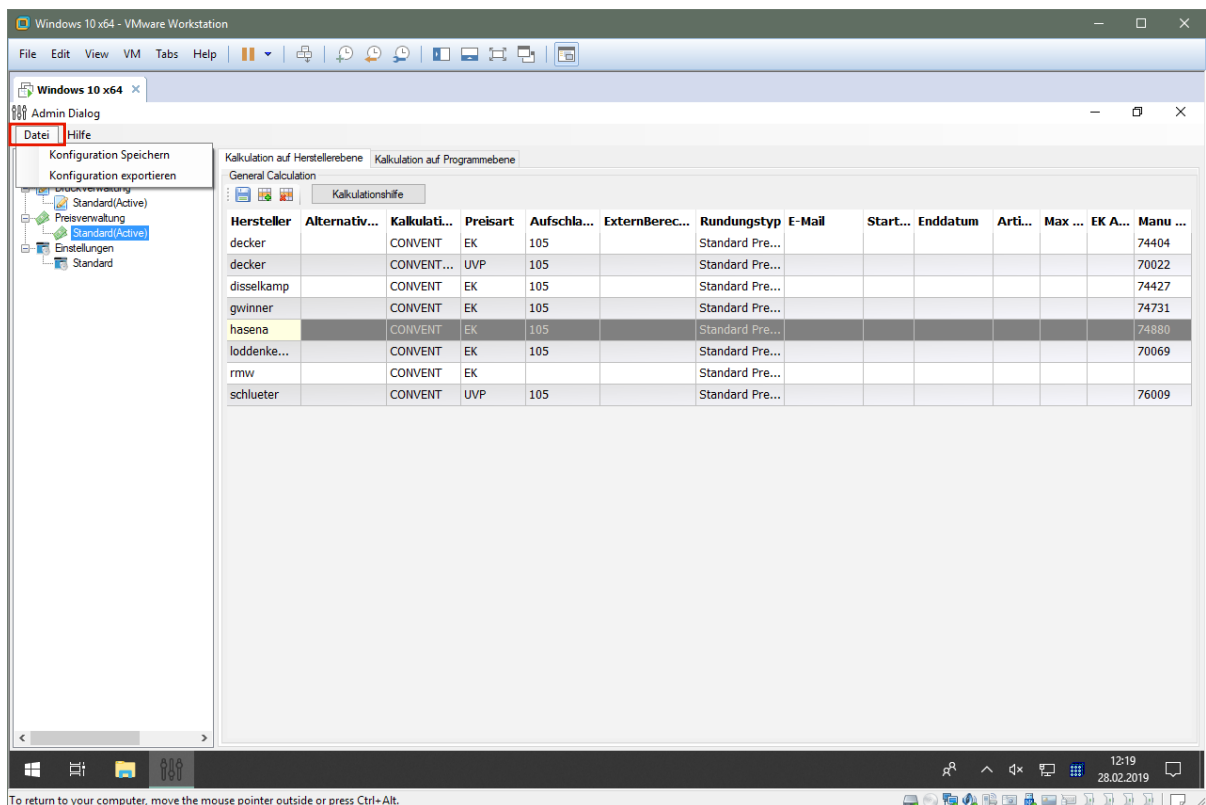 Windows 10 x64 - VMware Workstation
File Edit View VM Tabs Help
Windows 10 x64
Admin Dialog
Datei Hilfe
Konfiguration Speichern
Konfiguration exportieren
Druckverwaltung
Standard(Active)
Preisverwaltung
Standard(Active)
Einstellungen
Standard
Kalkulation auf Herstellerebene Kalkulation auf Programmebene
General Calculation
Kalkulationshilfe
Hersteller Alternativ... Kalkulati... Preisart Aufschla... ExternBerec... Rundungstyp E-Mail Start... Enddatum Arti... Max ... EK A... Manu ...
decker CONVENT EK 105 Standard Pre... 74404
decker CONVENT... UVP 105 Standard Pre... 70022
disselkamp CONVENT EK 105 Standard Pre... 74427
gwinner CONVENT EK 105 Standard Pre... 74731
hasena CONVENT EK 105 Standard Pre... 74880
loddenke... CONVENT EK 105 Standard Pre... 70069
rmw CONVENT EK Standard Pre...
schlueter CONVENT UVP 105 Standard Pre... 76009
12:19
28.02.2019
To return to your computer, move the mouse pointer outside or press Ctrl+Alt.